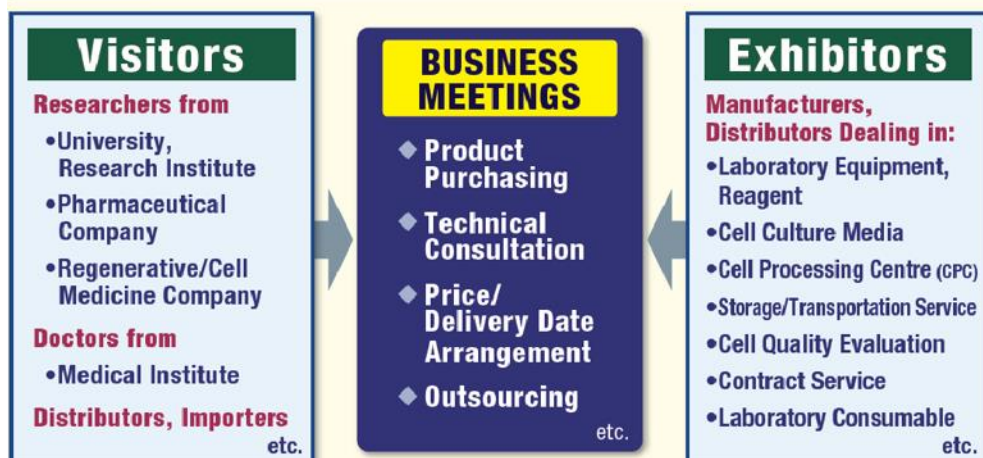 Visitors
Researchers from
•University,
Research Institute
•Pharmaceutical
Company
•Regenerative/Cell
Medicine Company
Doctors from
•Medical Institute
Distributors, Importers
etc.
BUSINESS
MEETINGS
◆ Product
Purchasing
◆ Technical
Consultation
◆ Price/
Delivery Date
Arrangement
◆ Outsourcing
etc.
Exhibitors
Manufacturers,
Distributors Dealing in:
•Laboratory Equipment,
Reagent
•Cell Culture Media
•Cell Processing Centre (CPC)
•Storage/Transportation Service
•Cell Quality Evaluation
•Contract Service
•Laboratory Consumable
etc.